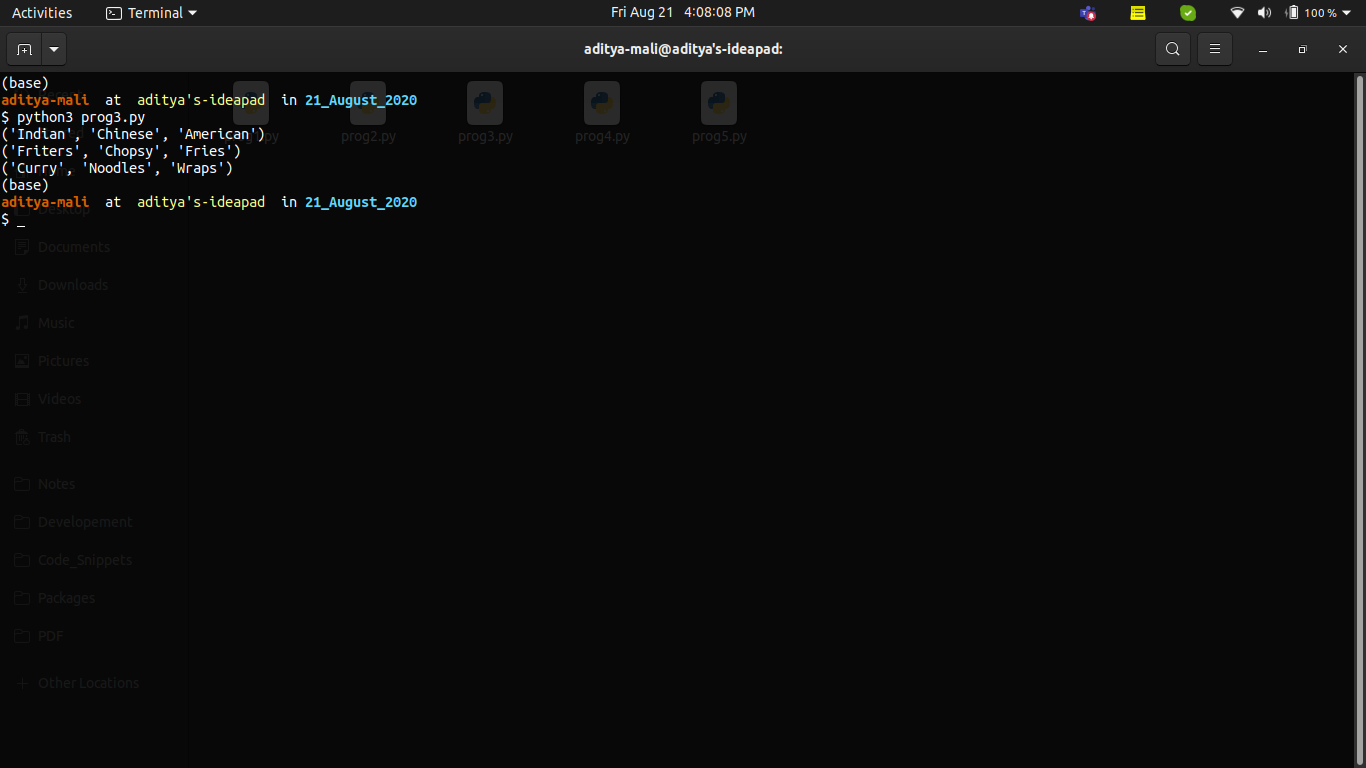 Activities
Terminal
Fri Aug 21 4:08:08 PM
100 %
aditya-mali@aditya's-ideapad:
(base)
aditya-mali at aditya's-ideapad in 21_August_2020
$ python3 prog3.py
('Indian', 'Chinese', 'American')
('Friters', 'Chopsy', 'Fries')
('Curry', 'Noodles', 'Wraps')
(base)
aditya-mali at aditya's-ideapad in 21_August_2020
$ _
prog2.py
prog3.py
prog4.py
prog5.py
Desktop
Documents
Downloads
Music
Pictures
Videos
Trash
Notes
Developement
Code_Snippets
Packages
PDF
Other Locations